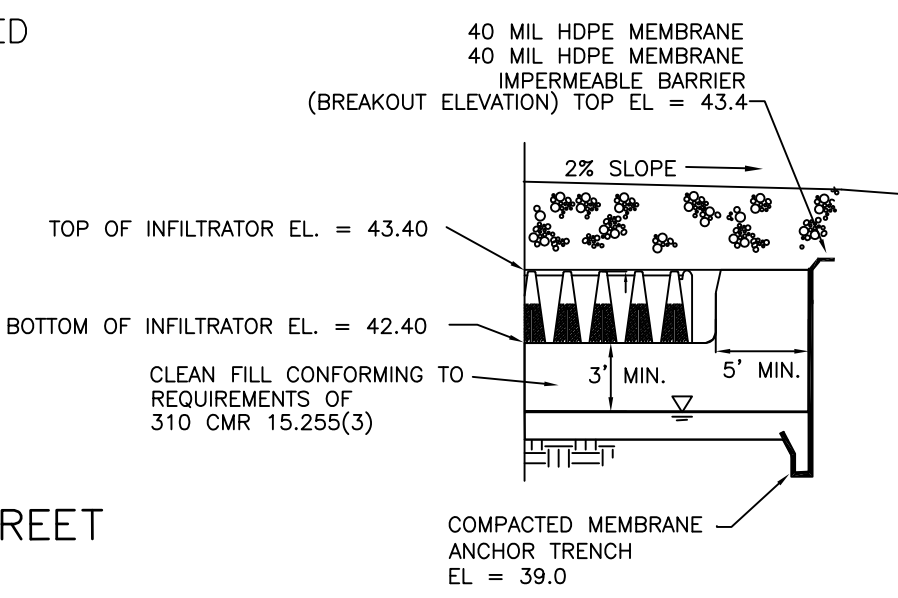 ED
40 MIL HDPE MEMBRANE
40 MIL HDPE MEMBRANE
IMPERMEABLE BARRIER
(BREAKOUT ELEVATION) TOP EL = 43.4
2% SLOPE
TOP OF INFILTRATOR EL. = 43.40
BOTTOM OF INFILTRATOR EL. = 42.40
3' MIN.
5' MIN.
CLEAN FILL CONFORMING TO
REQUIREMENTS OF
310 CMR 15.255(3)
REET
COMPACTED MEMBRANE
ANCHOR TRENCH
EL = 39.0